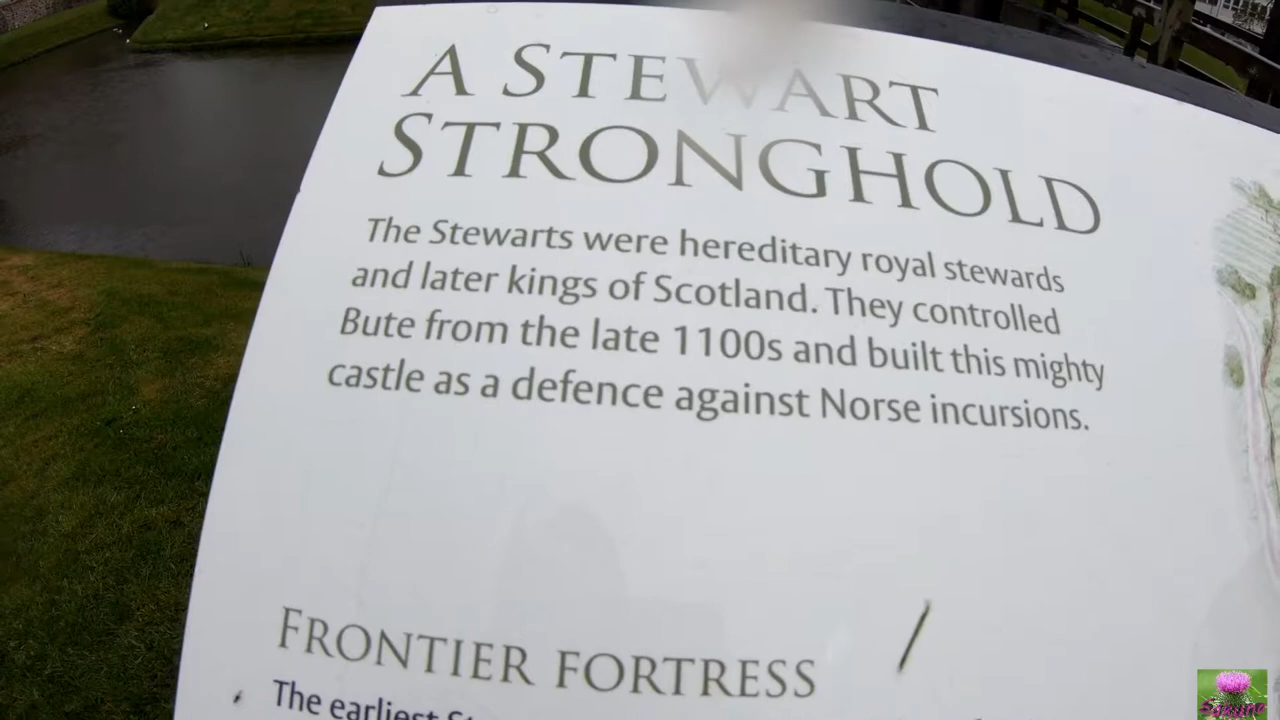 A STEWART
STRONGHOLD
The Stewarts were hereditary royal stewards
and later kings of Scotland. They controlled
Bute from the late 1100s and built this mighty
castle as a defence against Norse incursions.
FRONTIER FORTRESS
The earliest